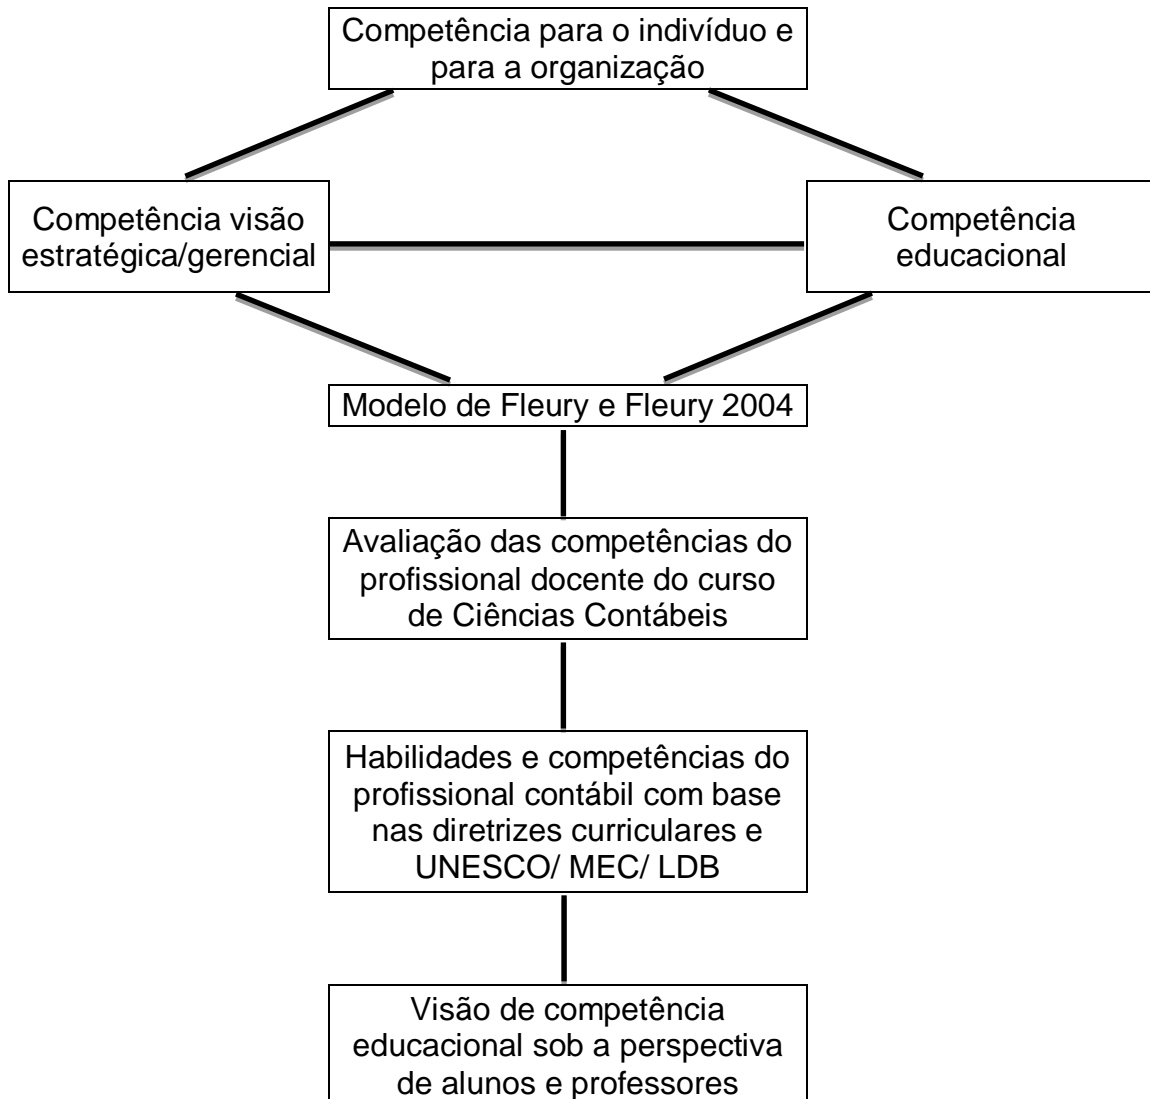 Competência para o indivíduo e
para a organização
Competência visão
estratégica/gerencial
Competência
educacional
Modelo de Fleury e Fleury 2004
Avaliação das competências do
profissional docente do curso
de Ciências Contábeis
Habilidades e competências do
profissional contábil com base
nas diretrizes curriculares e
UNESCO/ MEC/ LDB
Visão de competência
educacional sob a perspectiva
de alunos e professores